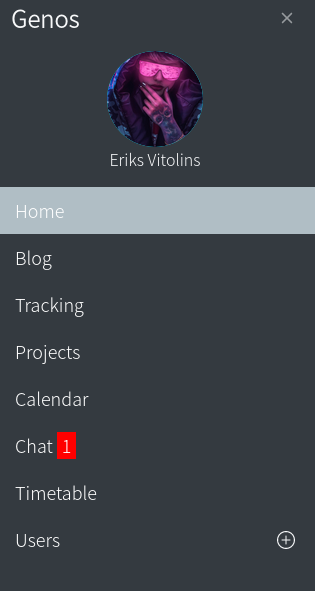 Genos
Eriks Vitolins
Home
Blog
Tracking
Projects
Calendar
Chat 1
Timetable
Users